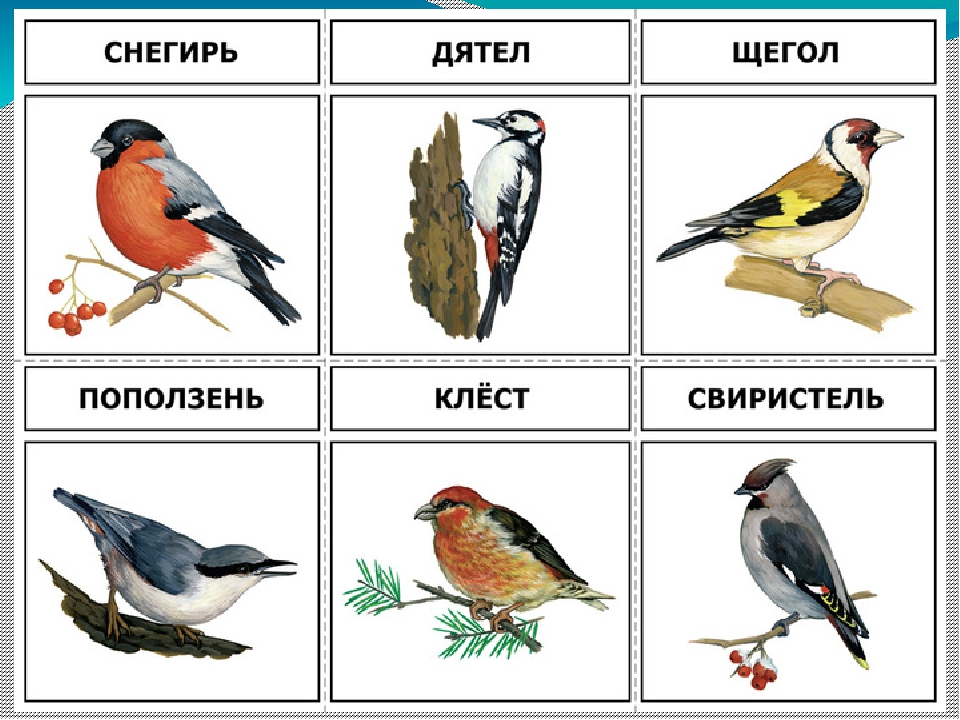 СНЕГИРЬ
ДЯТЕЛ
ЩЕГОЛ
ПОПОЛЗЕНЬ
КЛЁСТ
СВИРИСТЕЛЬ